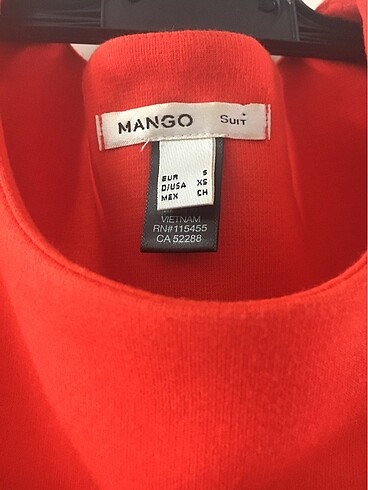 MANGO SUIT
EUR S
D/USA XS
MEX CH
VIETNAM
RN#115455
CA 52288